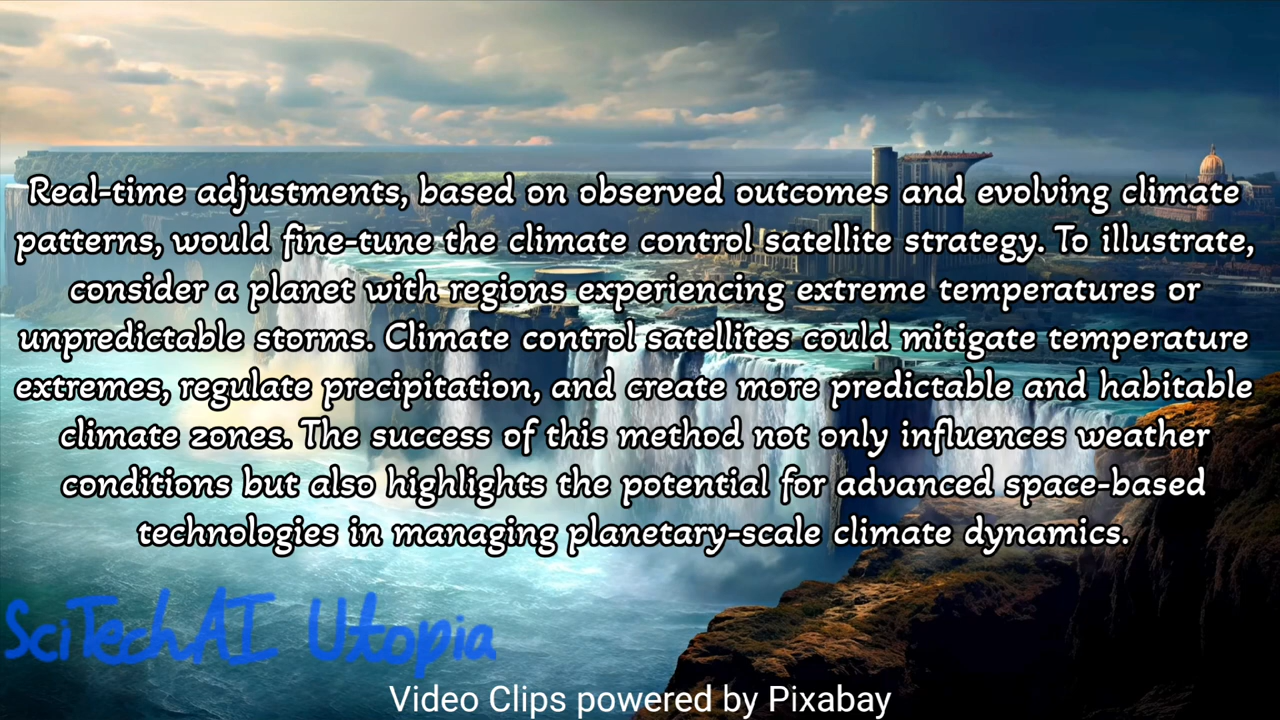 Real-time adjustments, based on observed outcomes and evolving climate
patterns, would fine-tune the climate control satellite strategy. To illustrate,
consider a planet with regions experiencing extreme temperatures or
unpredictable storms. Climate control satellites could mitigate temperature
extremes, regulate precipitation, and create more predictable and habitable
climate zones. The success of this method not only influences weather
conditions but also highlights the potential for advanced space-based
technologies in managing planetary-scale climate dynamics.
SciTechAI Utopia
Video Clips powered by Pixabay